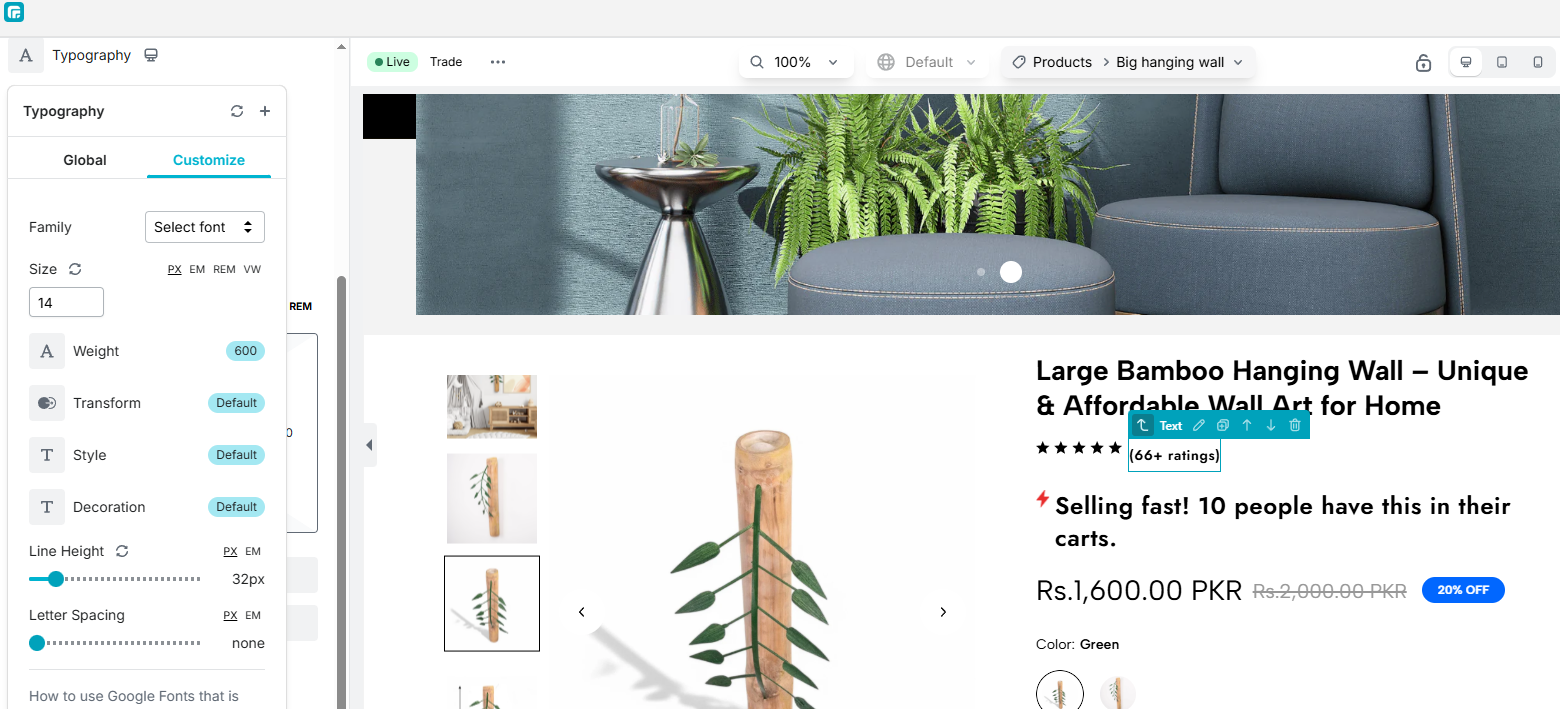 A Typography
Live Trade ••• 100% Default Products > Big hanging wall
Typography
Global Customize
Family Select font
Size PX EM REM VW
14
REM
A Weight 600
Transform Default
0
T Style Default
T Decoration Default
Line Height PX EM
32px
Letter Spacing PX EM
none
How to use Google Fonts that is
Large Bamboo Hanging Wall – Unique
& Affordable Wall Art for Home
Text
(66+ ratings)
Selling fast! 10 people have this in their
carts.
Rs.1,600.00 PKR Rs.2,000.00 PKR 20% OFF
Color: Green